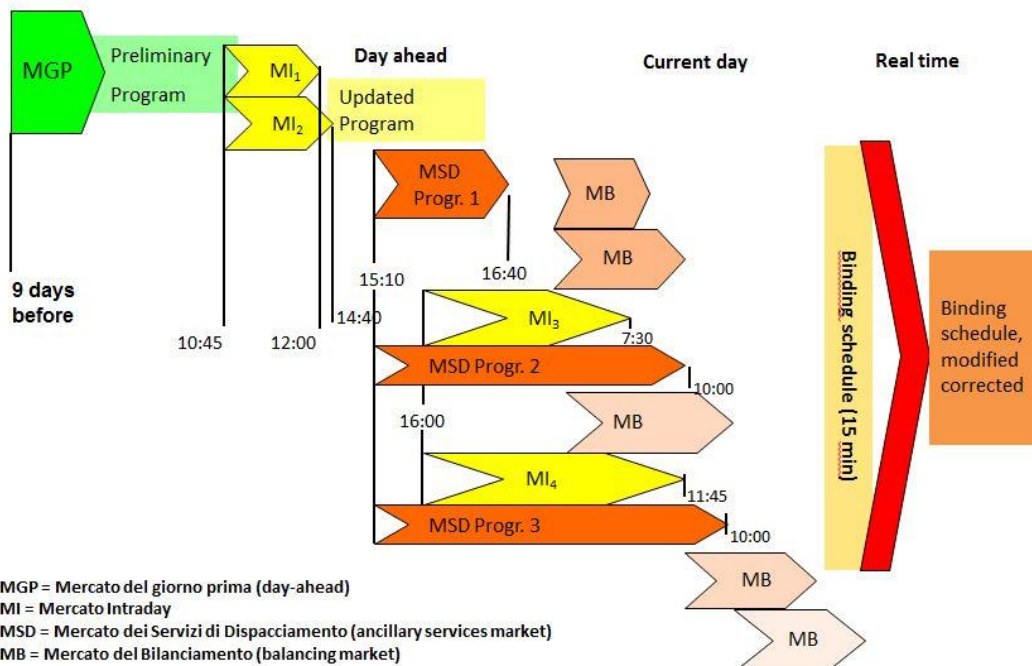 MGP
Preliminary
Program
MI1
MI2
Day ahead
Current day
Real time
Updated
Program
MSD
Progr. 1
MB
MB
9 days
before
10:45
12:00
14:40
15:10
16:40
MI3
7:30
MSD Progr. 2
10:00
16:00
MB
MI4
11:45
MSD Progr. 3
10:00
MB
MB
Binding schedule (15 min)
Binding
schedule,
modified
corrected
MGP = Mercato del giorno prima (day-ahead)
MI = Mercato Intraday
MSD = Mercato dei Servizi di Dispacciamento (ancillary services market)
MB = Mercato del Bilanciamento (balancing market)